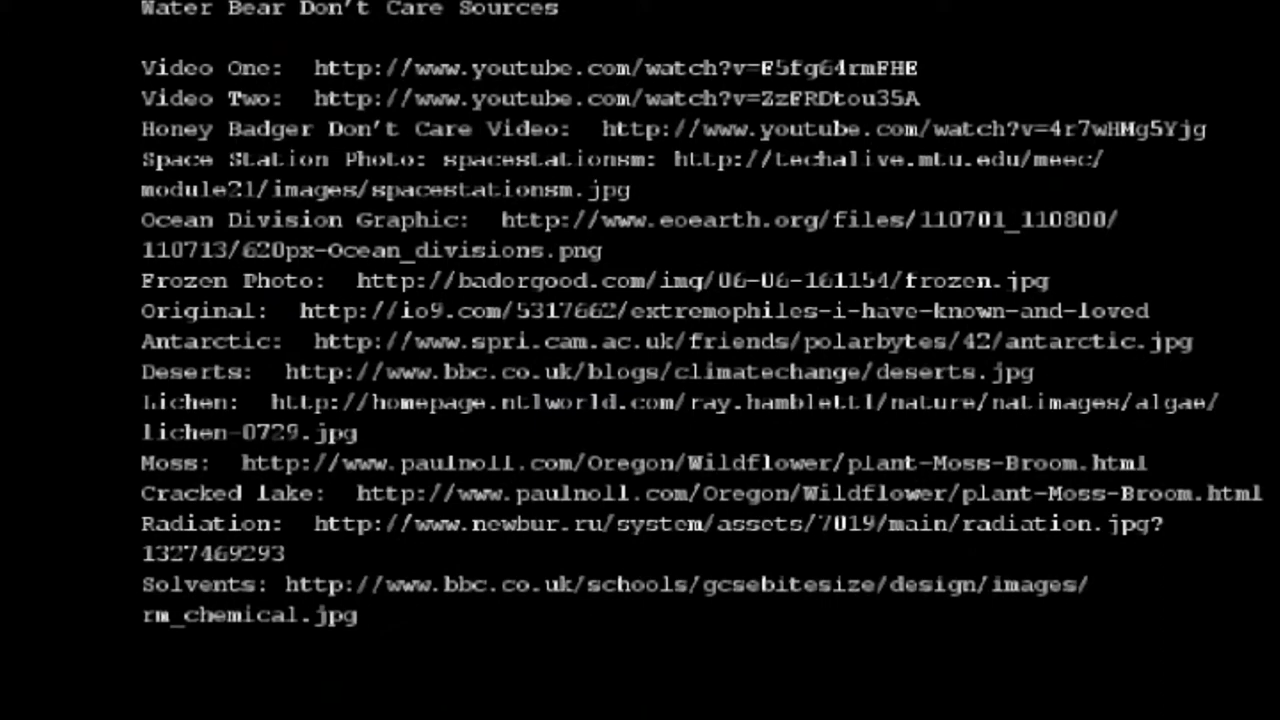 Water Bear Don't Care Sources
Video One: http://www.youtube.com/watch?v=E5fg64rmFHE
Video Two: http://www.youtube.com/watch?v=ZzFRDtou35A
Honey Badger Don't Care Video: http://www.youtube.com/watch?v=4r7wHMg5Yjg
Space Station Photo: spacestationsm: http://techalive.mtu.edu/meec/
module21/images/spacestationsm.jpg
Ocean Division Graphic: http://www.eoearth.org/files/110701_110800/
110713/620px-Ocean_divisions.png
Frozen Photo: http://badorgood.com/img/06-06-161154/frozen.jpg
Original: http://io9.com/5317662/extremophiles-i-have-known-and-loved
Antarctic: http://www.spri.cam.ac.uk/friends/polarbytes/42/antarctic.jpg
Deserts: http://www.bbc.co.uk/blogs/climatechange/deserts.jpg
Lichen: http://homepage.ntlworld.com/ray.hamblett1/nature/natimages/algae/
lichen-0729.jpg
Moss: http://www.paulnoll.com/Oregon/Wildflower/plant-Moss-Broom.html
Cracked lake: http://www.paulnoll.com/Oregon/Wildflower/plant-Moss-Broom.html
Radiation: http://www.newbur.ru/system/assets/7019/main/radiation.jpg?
1327469293
Solvents: http://www.bbc.co.uk/schools/gcsebitesize/design/images/
rm_chemical.jpg